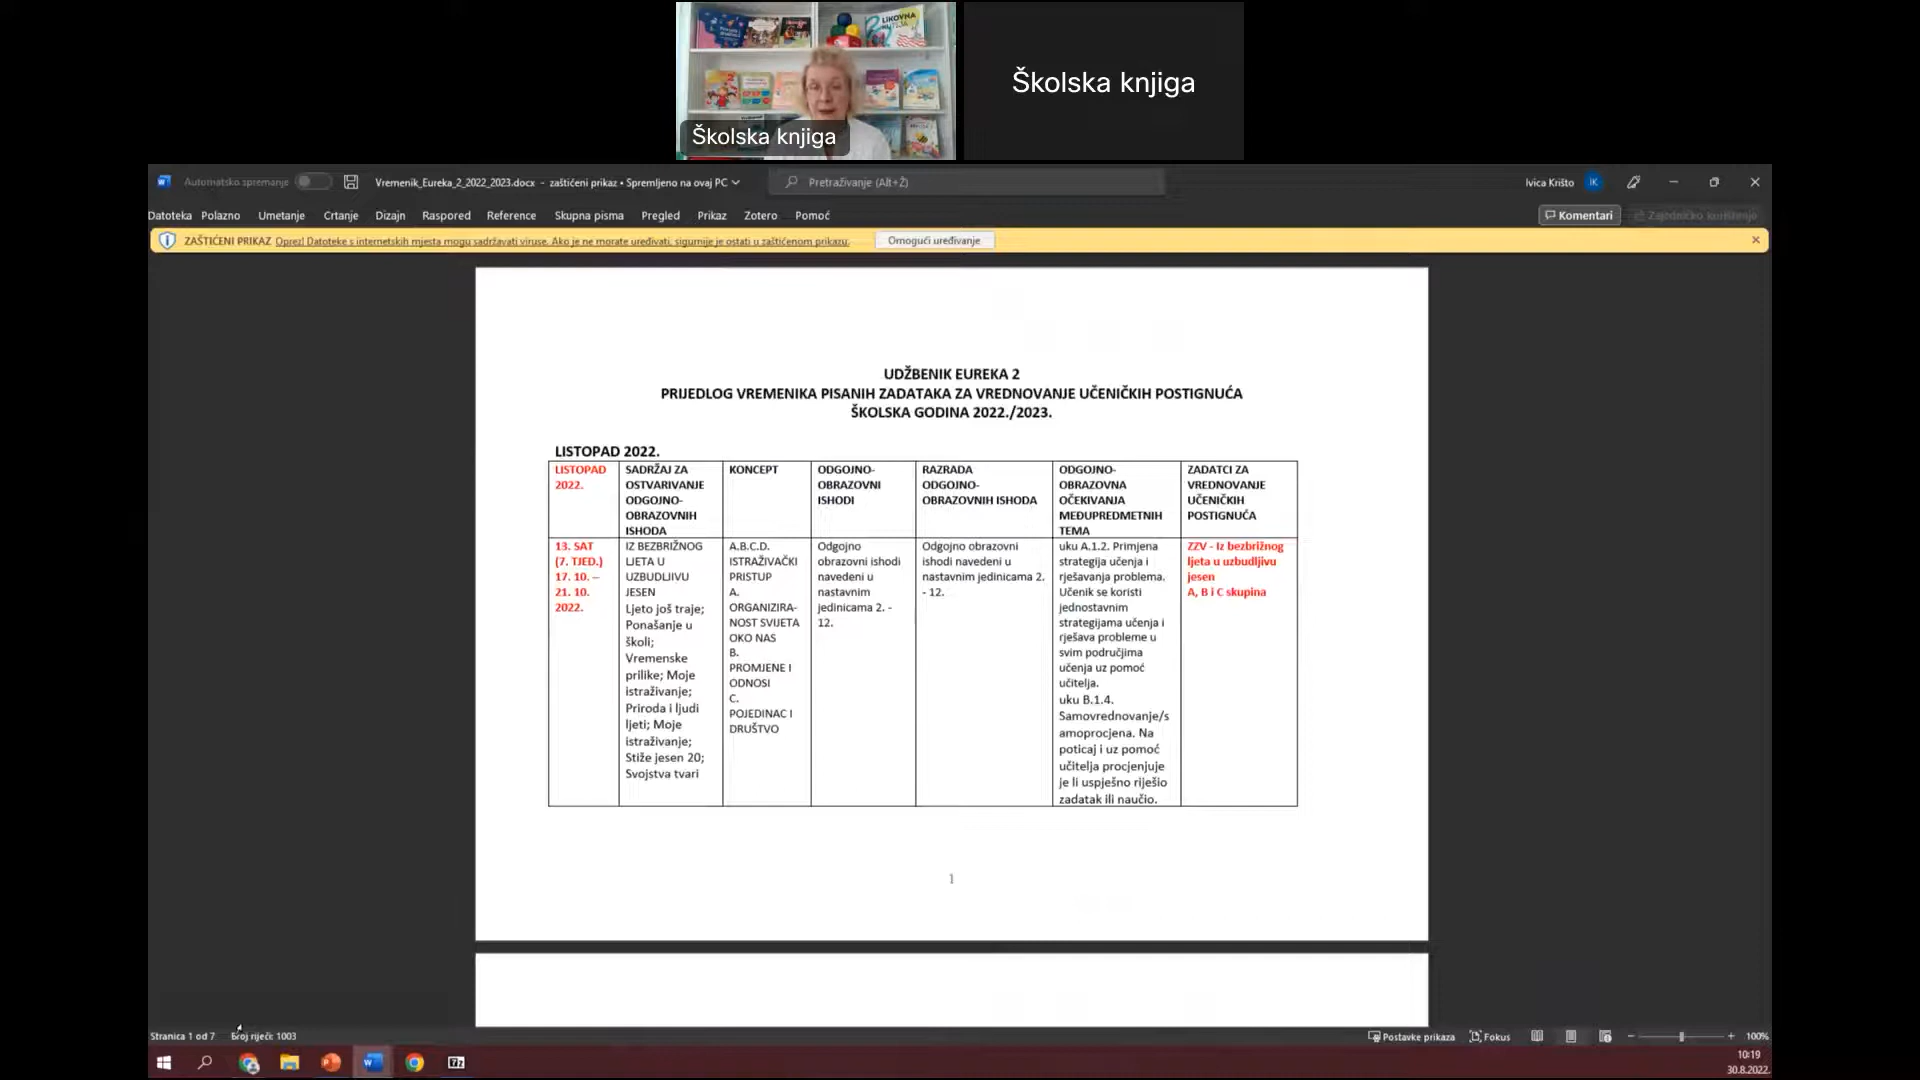 LIKOVNA
Školska knjiga
Školska knjiga
Automatsko spremanje
Vremenik_Eureka_2_2022_2023.docx - zaštićeni prikaz • Spremljeno na ovaj PC
Pretraživanje (Alt+Ž)
Ivica Krišto
IK
Datoteka Polazno Umetanje Crtanje Dizajn Raspored Reference Skupna pisma Pregled Prikaz Zotero Pomoć
Komentari
Zajedničko korištenje
ZAŠTIĆENI PRIKAZ Oprez! Datoteke s internetskih mjesta mogu sadržavati viruse. Ako je ne morate uređivati, sigurnije je ostati u zaštićenom prikazu.
Omogući uređivanje
UDŽBENIK EUREKA 2
PRIJEDLOG VREMENIKA PISANIH ZADATAKA ZA VREDNOVANJE UČENIČKIH POSTIGNUĆA
ŠKOLSKA GODINA 2022./2023.
LISTOPAD 2022.
LISTOPAD
2022.
SADRŽAJ ZA
OSTVARIVANJE
ODGOJNO-
OBRAZOVNIH
ISHODA
KONCEPT
ODGOJNO-
OBRAZOVNI
ISHODI
RAZRADA
ODGOJNO-
OBRAZOVNIH ISHODA
ODGOJNO-
OBRAZOVNA
OČEKIVANJA
MEĐUPREDMETNIH
TEMA
ZADATCI ZA
VREDNOVANJE
UČENIČKIH
POSTIGNUĆA
13. SAT
(7. TJED.)
17. 10. –
21. 10.
2022.
IZ BEZBRIŽNOG
LJETA U
UZBUDLJIVU
JESEN
Ljeto još traje;
Ponašanje u
školi;
Vremenske
prilike; Moje
istraživanje;
Priroda i ljudi
ljeti; Moje
istraživanje;
Stiže jesen 20;
Svojstva tvari
A.B.C.D.
ISTRAŽIVAČKI
PRISTUP
A.
ORGANIZIRA-
NOST SVIJETA
OKO NAS
B.
PROMJENE I
ODNOSI
C.
POJEDINAC I
DRUŠTVO
Odgojno
obrazovni ishodi
navedeni u
nastavnim
jedinicama 2. -
12.
Odgojno obrazovni
ishodi navedeni u
nastavnim jedinicama 2.
- 12.
uku A.1.2. Primjena
strategija učenja i
rješavanja problema.
Učenik se koristi
jednostavnim
strategijama učenja i
rješava probleme u
svim područjima
učenja uz pomoć
učitelja.
uku B.1.4.
Samovrednovanje/s
amoprocjena. Na
poticaj i uz pomoć
učitelja procjenjuje
je li uspješno riješio
zadatak ili naučio.
ZZV - Iz bezbrižnog
ljeta u uzbudljivu
jesen
A, B i C skupina
1
Stranica 1 od 7 Broj riječi: 1003
Postavke prikaza Fokus 100%
10:19
30.8.2022.